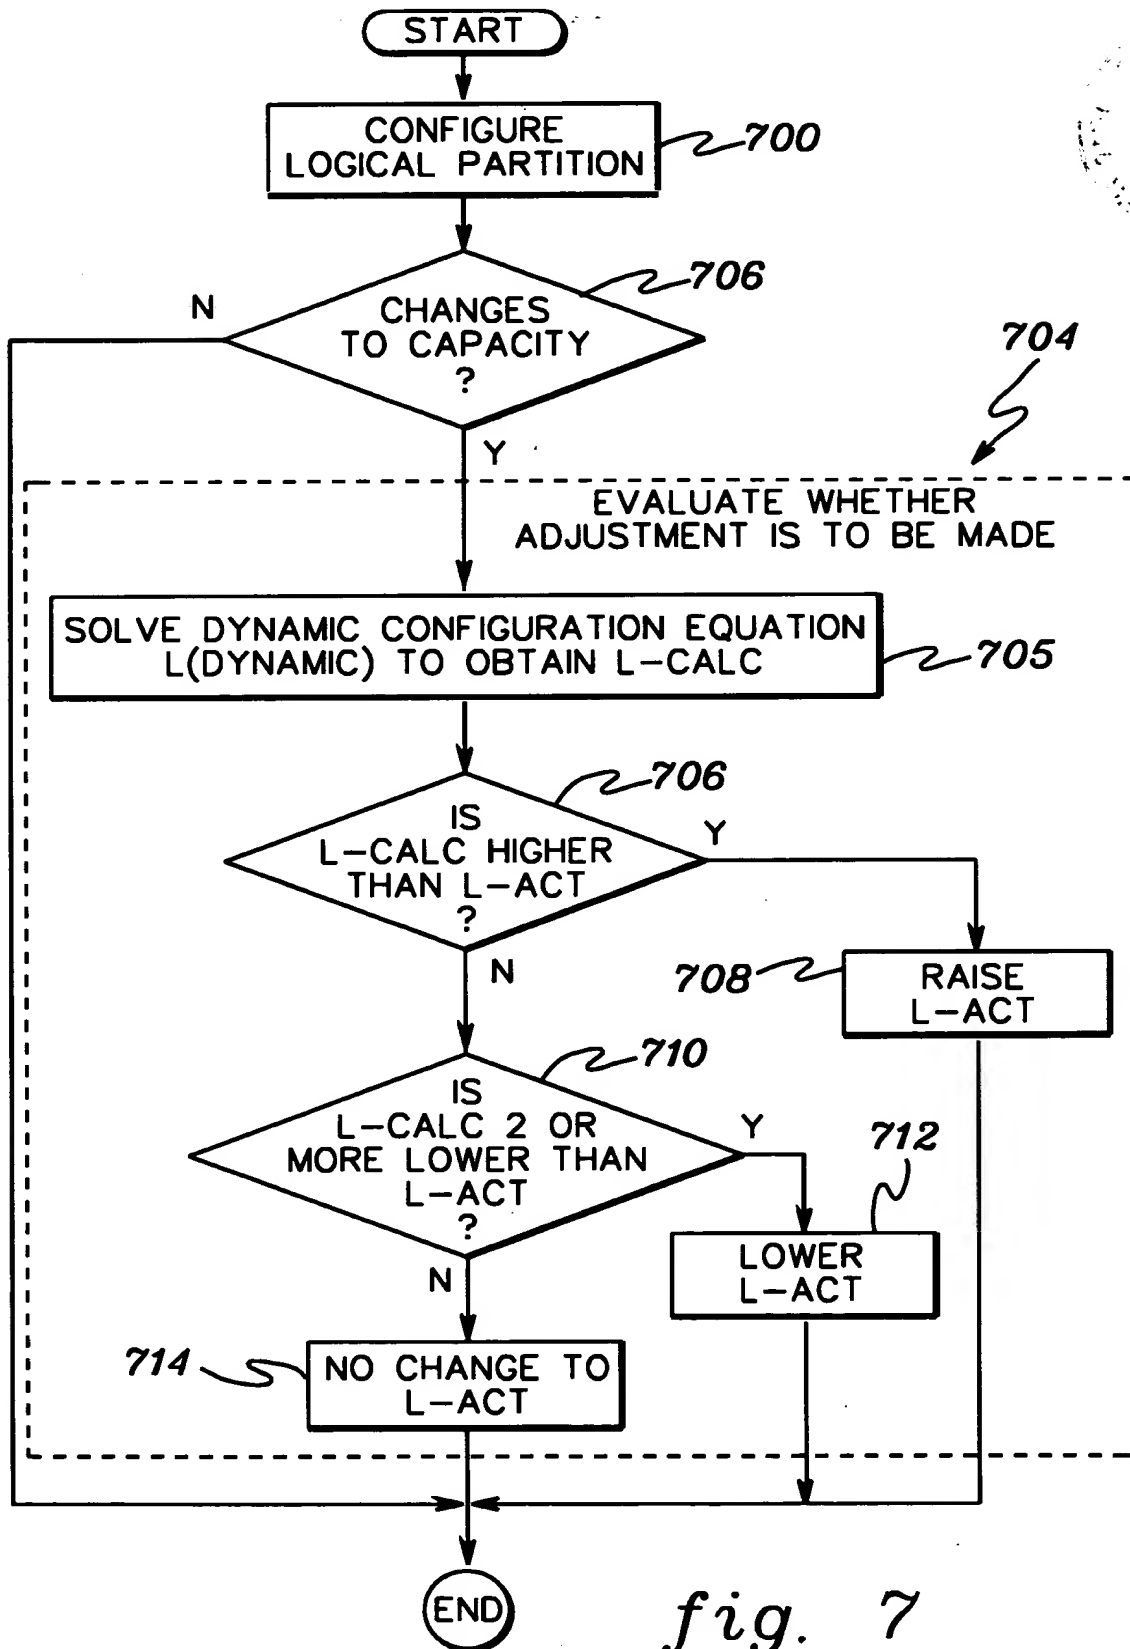 START
CONFIGURE
LOGICAL PARTITION
700
706
N
CHANGES
TO CAPACITY
?
704
Y
EVALUATE WHETHER
ADJUSTMENT IS TO BE MADE
SOLVE DYNAMIC CONFIGURATION EQUATION
L(DYNAMIC) TO OBTAIN L-CALC
705
706
IS
L-CALC HIGHER
THAN L-ACT
?
Y
N
708
RAISE
L-ACT
710
IS
L-CALC 2 OR
MORE LOWER THAN
L-ACT
?
Y
712
N
LOWER
L-ACT
714
NO CHANGE TO
L-ACT
END
fig. 7